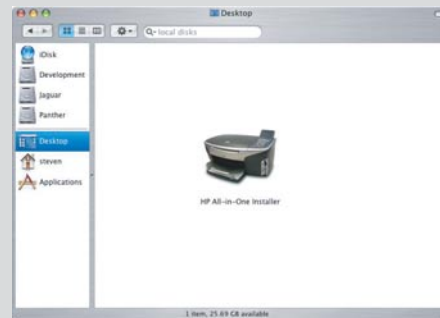 Desktop
local disks
iDisk
Development
Jaguar
Panther
Desktop
steven
Applications
HP All-in-One Installer
1 item, 25.69 GB available